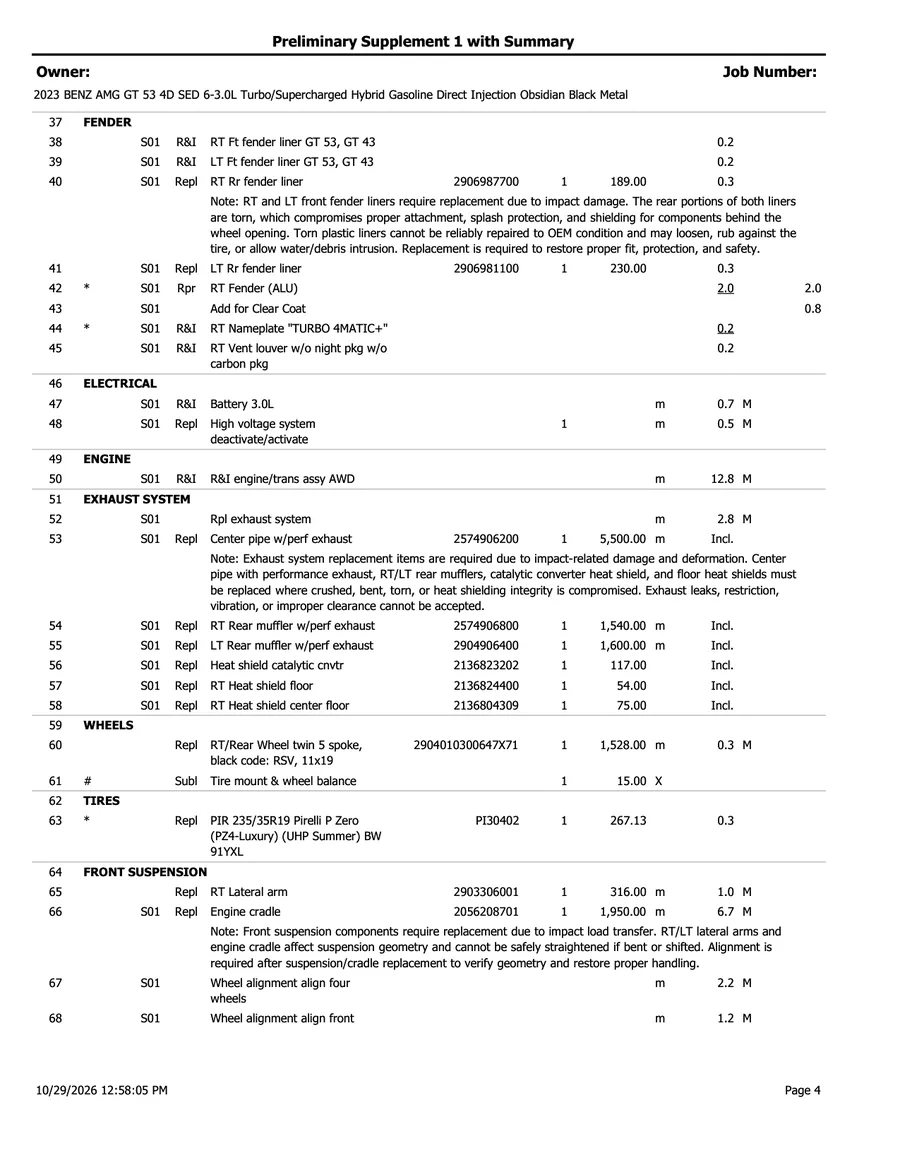 Preliminary Supplement 1 with Summary
Owner: Job Number:
2023 BENZ AMG GT 53 4D SED 6-3.0L Turbo/Supercharged Hybrid Gasoline Direct Injection Obsidian Black Metal
37 FENDER
38 S01 R&I RT Ft fender liner GT 53, GT 43 0.2
39 S01 R&I LT Ft fender liner GT 53, GT 43 0.2
40 S01 Repl RT Rr fender liner 2906987700 1 189.00 0.3
Note: RT and LT front fender liners require replacement due to impact damage. The rear portions of both liners
are torn, which compromises proper attachment, splash protection, and shielding for components behind the
wheel opening. Torn plastic liners cannot be reliably repaired to OEM condition and may loosen, rub against the
tire, or allow water/debris intrusion. Replacement is required to restore proper fit, protection, and safety.
41 S01 Repl LT Rr fender liner 2906981100 1 230.00 0.3
42 * S01 Rpr RT Fender (ALU) 2.0 2.0
43 S01 Add for Clear Coat 0.8
44 * S01 R&I RT Nameplate "TURBO 4MATIC+" 0.2
45 S01 R&I RT Vent louver w/o night pkg w/o 0.2
carbon pkg
46 ELECTRICAL
47 S01 R&I Battery 3.0L m 0.7 M
48 S01 Repl High voltage system 1 m 0.5 M
deactivate/activate
49 ENGINE
50 S01 R&I R&I engine/trans assy AWD m 12.8 M
51 EXHAUST SYSTEM
52 S01 Rpl exhaust system m 2.8 M
53 S01 Repl Center pipe w/perf exhaust 2574906200 1 5,500.00 m Incl.
Note: Exhaust system replacement items are required due to impact-related damage and deformation. Center
pipe with performance exhaust, RT/LT rear mufflers, catalytic converter heat shield, and floor heat shields must
be replaced where crushed, bent, torn, or heat shielding integrity is compromised. Exhaust leaks, restriction,
vibration, or improper clearance cannot be accepted.
54 S01 Repl RT Rear muffler w/perf exhaust 2574906800 1 1,540.00 m Incl.
55 S01 Repl LT Rear muffler w/perf exhaust 2904906400 1 1,600.00 m Incl.
56 S01 Repl Heat shield catalytic cnvtr 2136823202 1 117.00 Incl.
57 S01 Repl RT Heat shield floor 2136824400 1 54.00 Incl.
58 S01 Repl RT Heat shield center floor 2136804309 1 75.00 Incl.
59 WHEELS
60 Repl RT/Rear Wheel twin 5 spoke, 2904010300647X71 1 1,528.00 m 0.3 M
black code: RSV, 11x19
61 # Subl Tire mount & wheel balance 1 15.00 X
62 TIRES
63 * Repl PIR 235/35R19 Pirelli P Zero PI30402 1 267.13 0.3
(PZ4-Luxury) (UHP Summer) BW
91YXL
64 FRONT SUSPENSION
65 Repl RT Lateral arm 2903306001 1 316.00 m 1.0 M
66 S01 Repl Engine cradle 2056208701 1 1,950.00 m 6.7 M
Note: Front suspension components require replacement due to impact load transfer. RT/LT lateral arms and
engine cradle affect suspension geometry and cannot be safely straightened if bent or shifted. Alignment is
required after suspension/cradle replacement to verify geometry and restore proper handling.
67 S01 Wheel alignment align four m 2.2 M
wheels
68 S01 Wheel alignment align front m 1.2 M
10/29/2026 12:58:05 PM Page 4